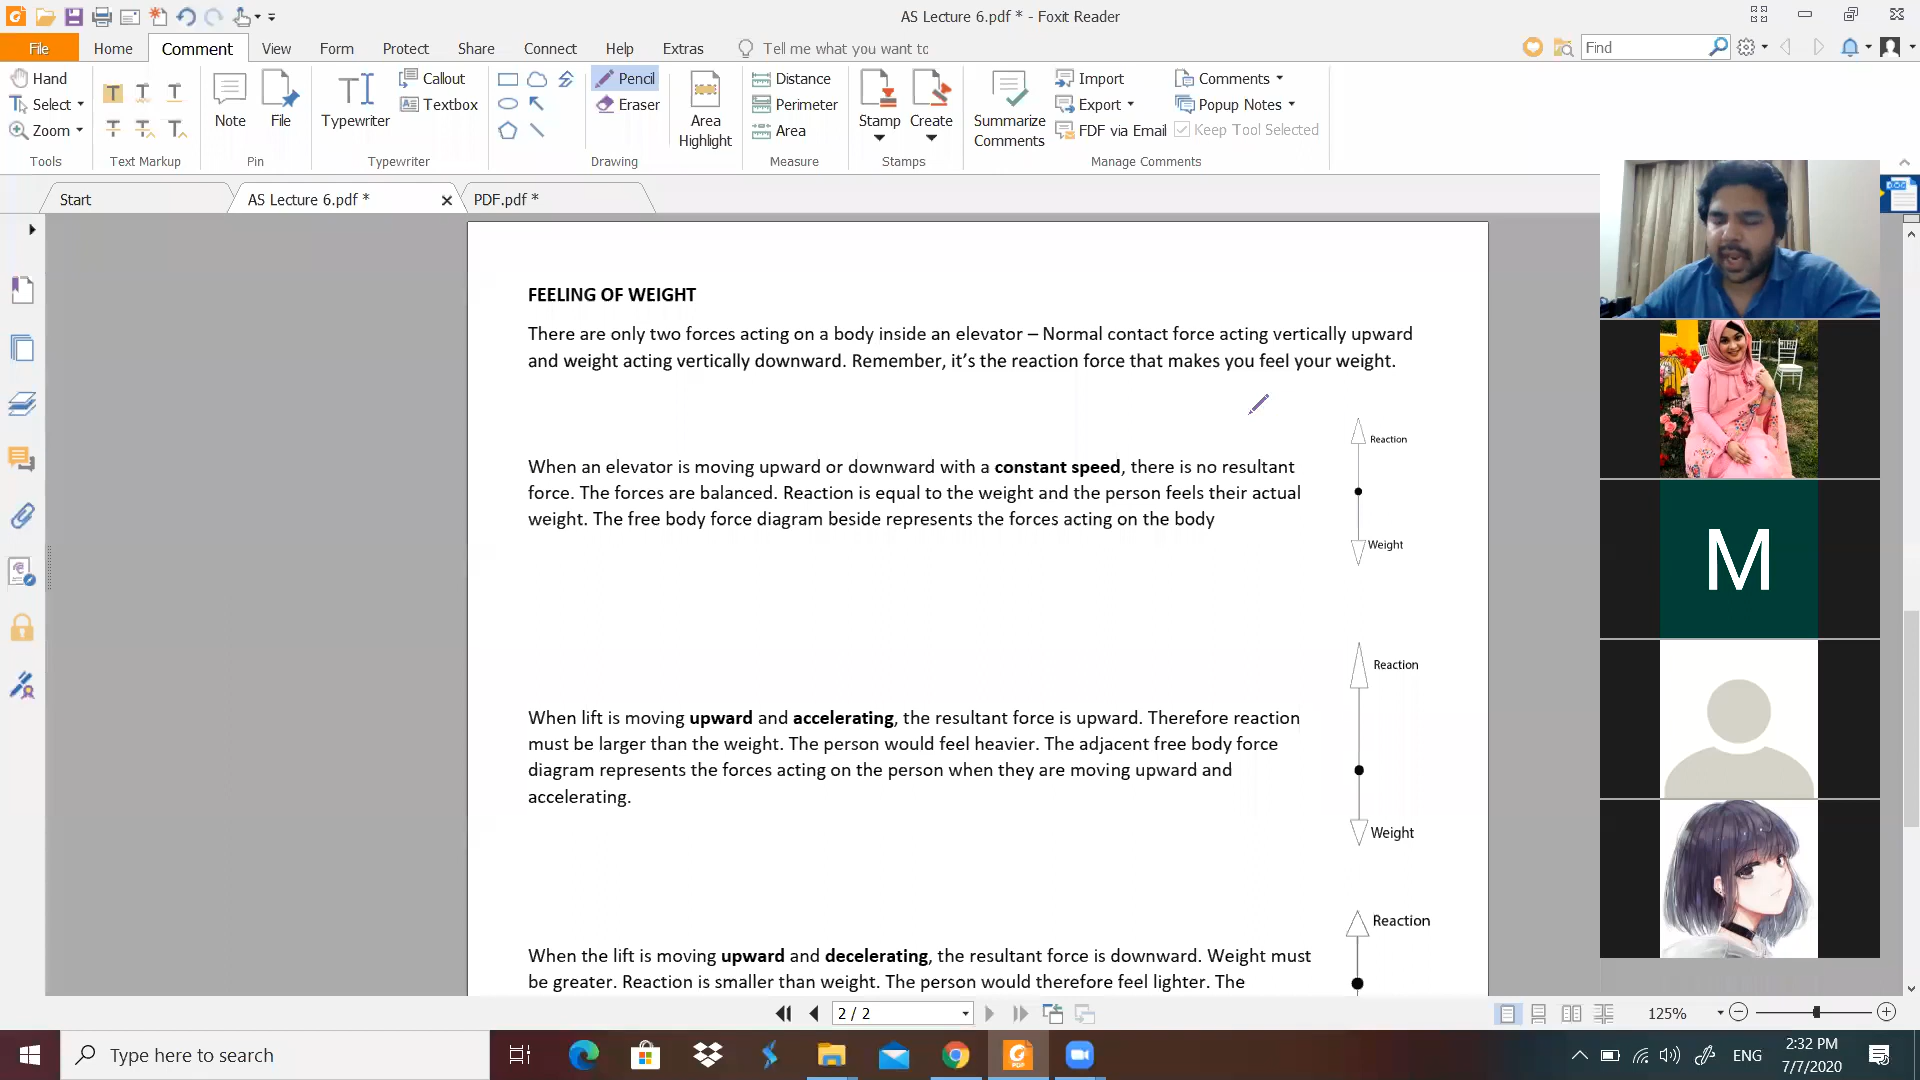 AS Lecture 6.pdf * - Foxit Reader
File Home Comment View Form Protect Share Connect Help Extras Tell me what you want to Find
Hand
Select
Zoom
Tools
Text Markup
Note
File
Pin
Typewriter
Callout
Textbox
Typewriter
Pencil
Eraser
Drawing
Area
Highlight
Distance
Perimeter
Area
Measure
Stamp
Create
Stamps
Summarize
Comments
Import
Export
FDF via Email
Comments
Popup Notes
Keep Tool Selected
Manage Comments
Start
AS Lecture 6.pdf *
PDF.pdf *
FEELING OF WEIGHT
There are only two forces acting on a body inside an elevator – Normal contact force acting vertically upward
and weight acting vertically downward. Remember, it’s the reaction force that makes you feel your weight.
Reaction
When an elevator is moving upward or downward with a constant speed, there is no resultant
force. The forces are balanced. Reaction is equal to the weight and the person feels their actual
weight. The free body force diagram beside represents the forces acting on the body
Weight
Reaction
When lift is moving upward and accelerating, the resultant force is upward. Therefore reaction
must be larger than the weight. The person would feel heavier. The adjacent free body force
diagram represents the forces acting on the person when they are moving upward and
accelerating.
Weight
Reaction
When the lift is moving upward and decelerating, the resultant force is downward. Weight must
be greater. Reaction is smaller than weight. The person would therefore feel lighter. The
M
2 / 2
125%
Type here to search
ENG
2:32 PM
7/7/2020